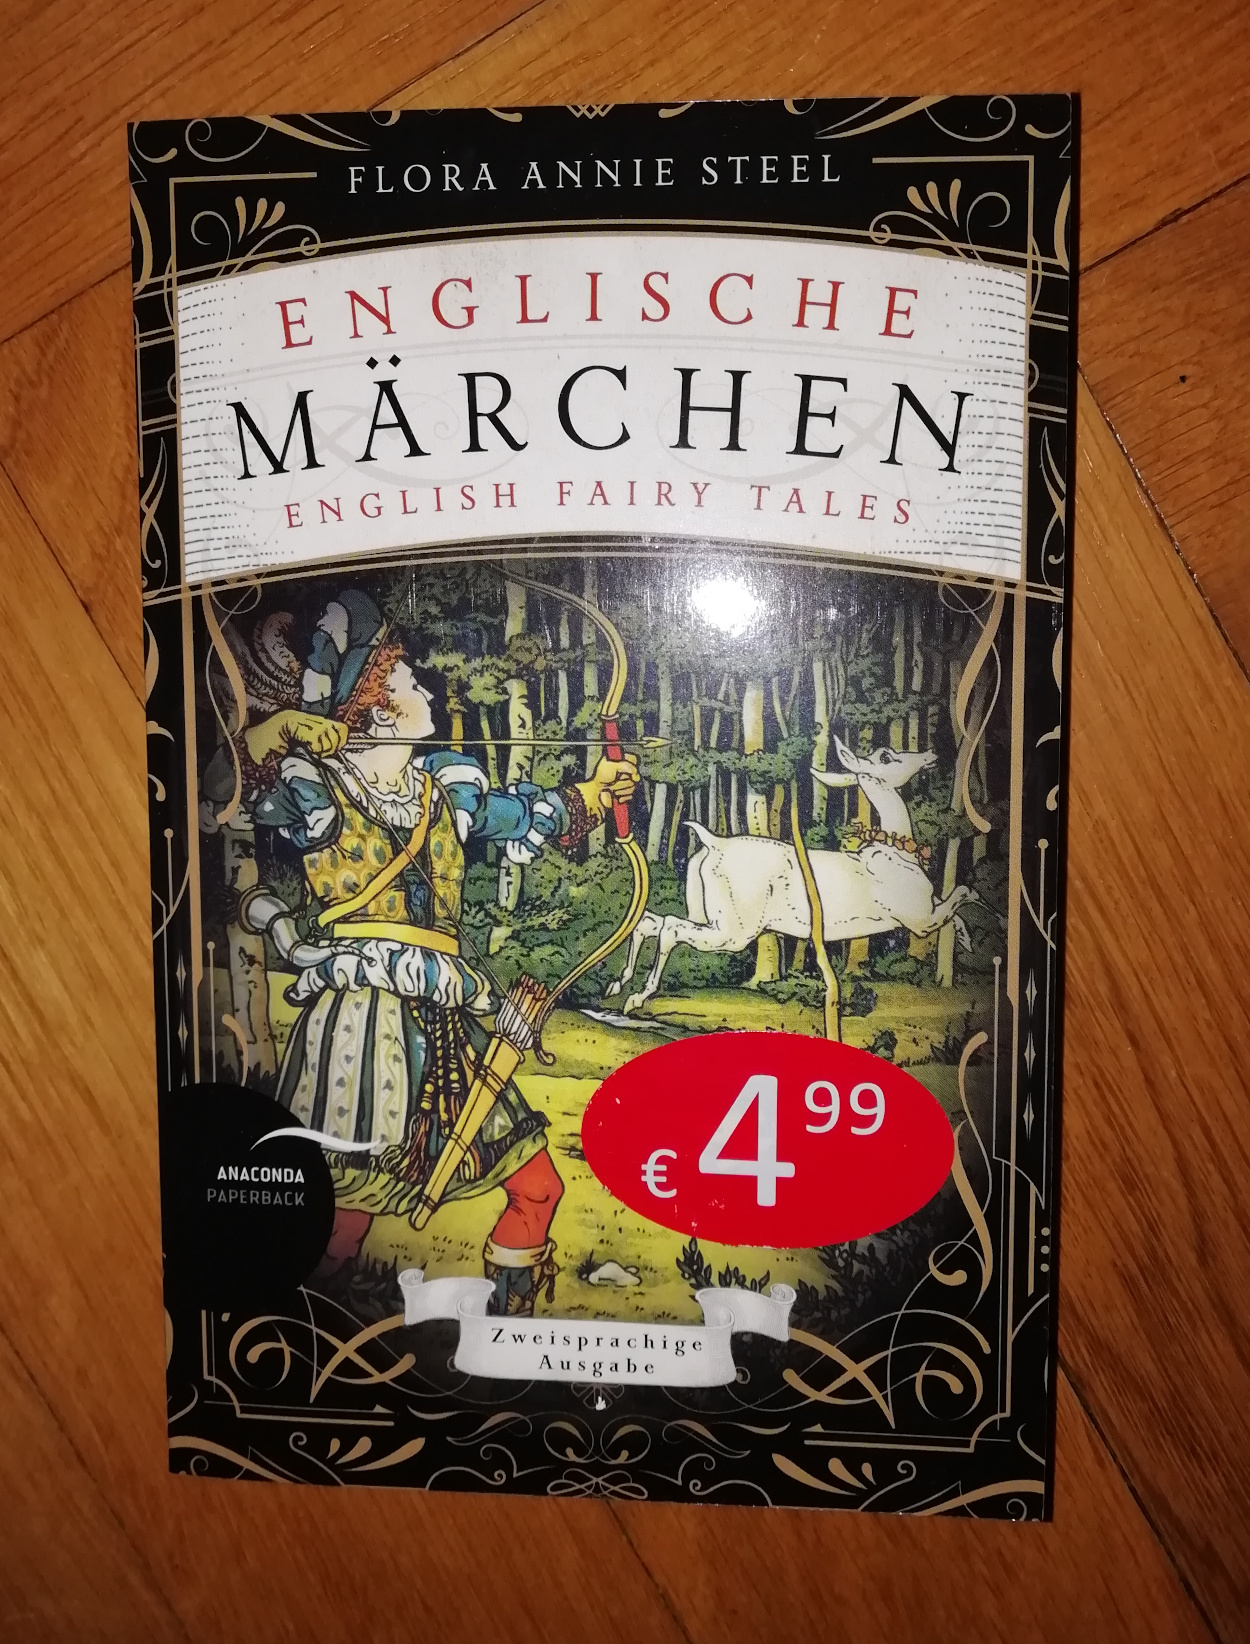 FLORA ANNIE STEEL
ENGLISCHE
MÄRCHEN
ENGLISH FAIRY TALES
€ 4 99
ANACONDA
PAPERBACK
Zweisprachige
Ausgabe